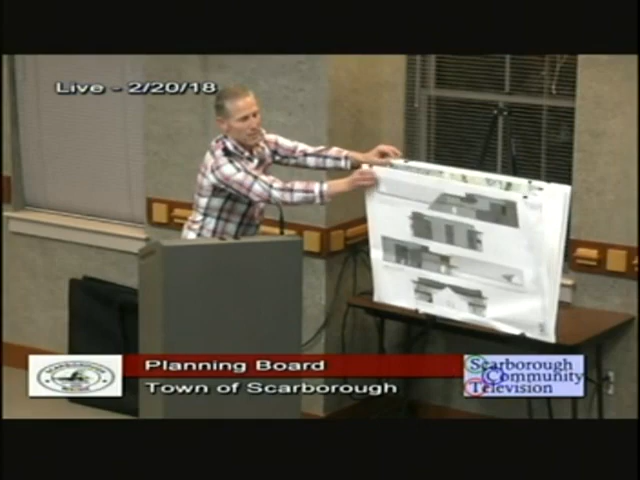 Live - 2/20/18
Planning Board
Town of Scarborough
Scarborough
Community
Television